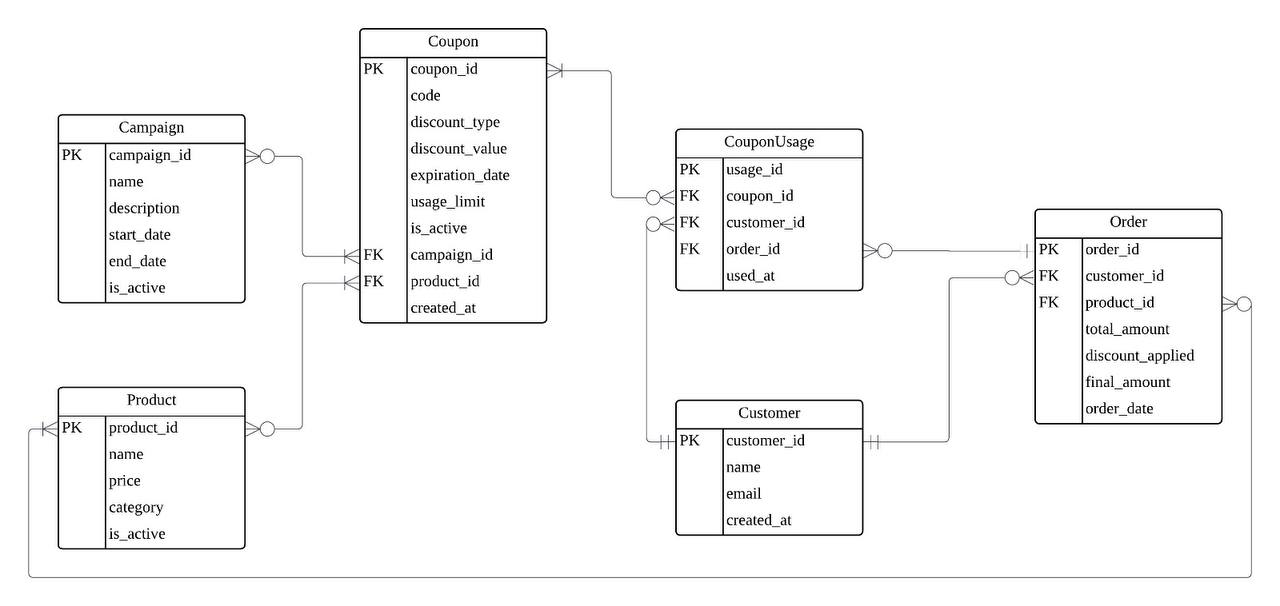 Coupon
PK coupon_id
code
discount_type
discount_value
expiration_date
usage_limit
is_active
FK campaign_id
FK product_id
created_at
Campaign
PK campaign_id
name
description
start_date
end_date
is_active
CouponUsage
PK usage_id
FK coupon_id
FK customer_id
FK order_id
used_at
Order
PK order_id
FK customer_id
FK product_id
total_amount
discount_applied
final_amount
order_date
Product
PK product_id
name
price
category
is_active
Customer
PK customer_id
name
email
created_at